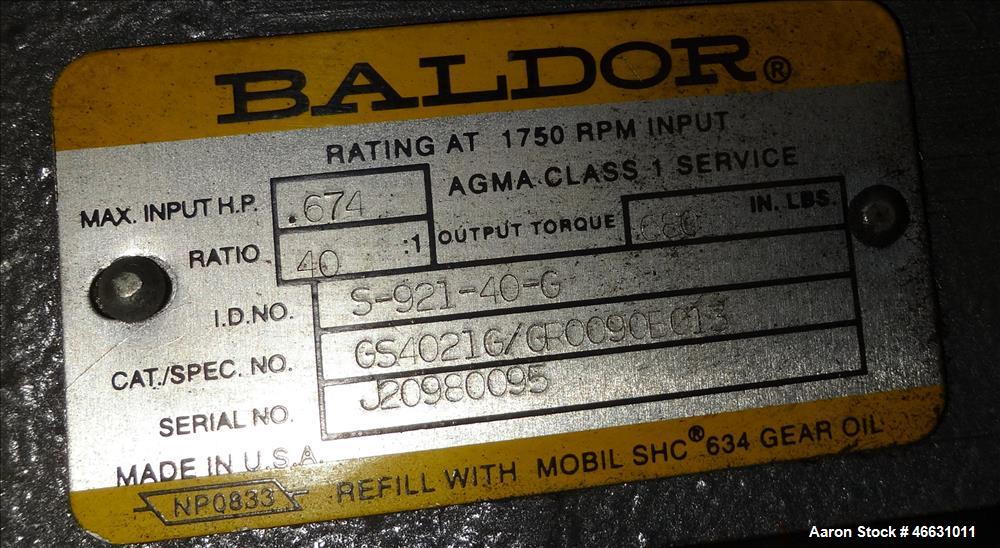 BALDOR®
RATING AT 1750 RPM INPUT
AGMA CLASS 1 SERVICE
MAX. INPUT H.P. .674
RATIO 40 :1 OUTPUT TORQUE 680 IN. LBS.
I.D.NO. S-921-40-G
CAT./SPEC. NO. GS4021G/GR0090E013
SERIAL NO. J20980095
MADE IN U.S.A.
NP0833 REFILL WITH MOBIL SHC® 634 GEAR OIL
Aaron Stock # 46631011